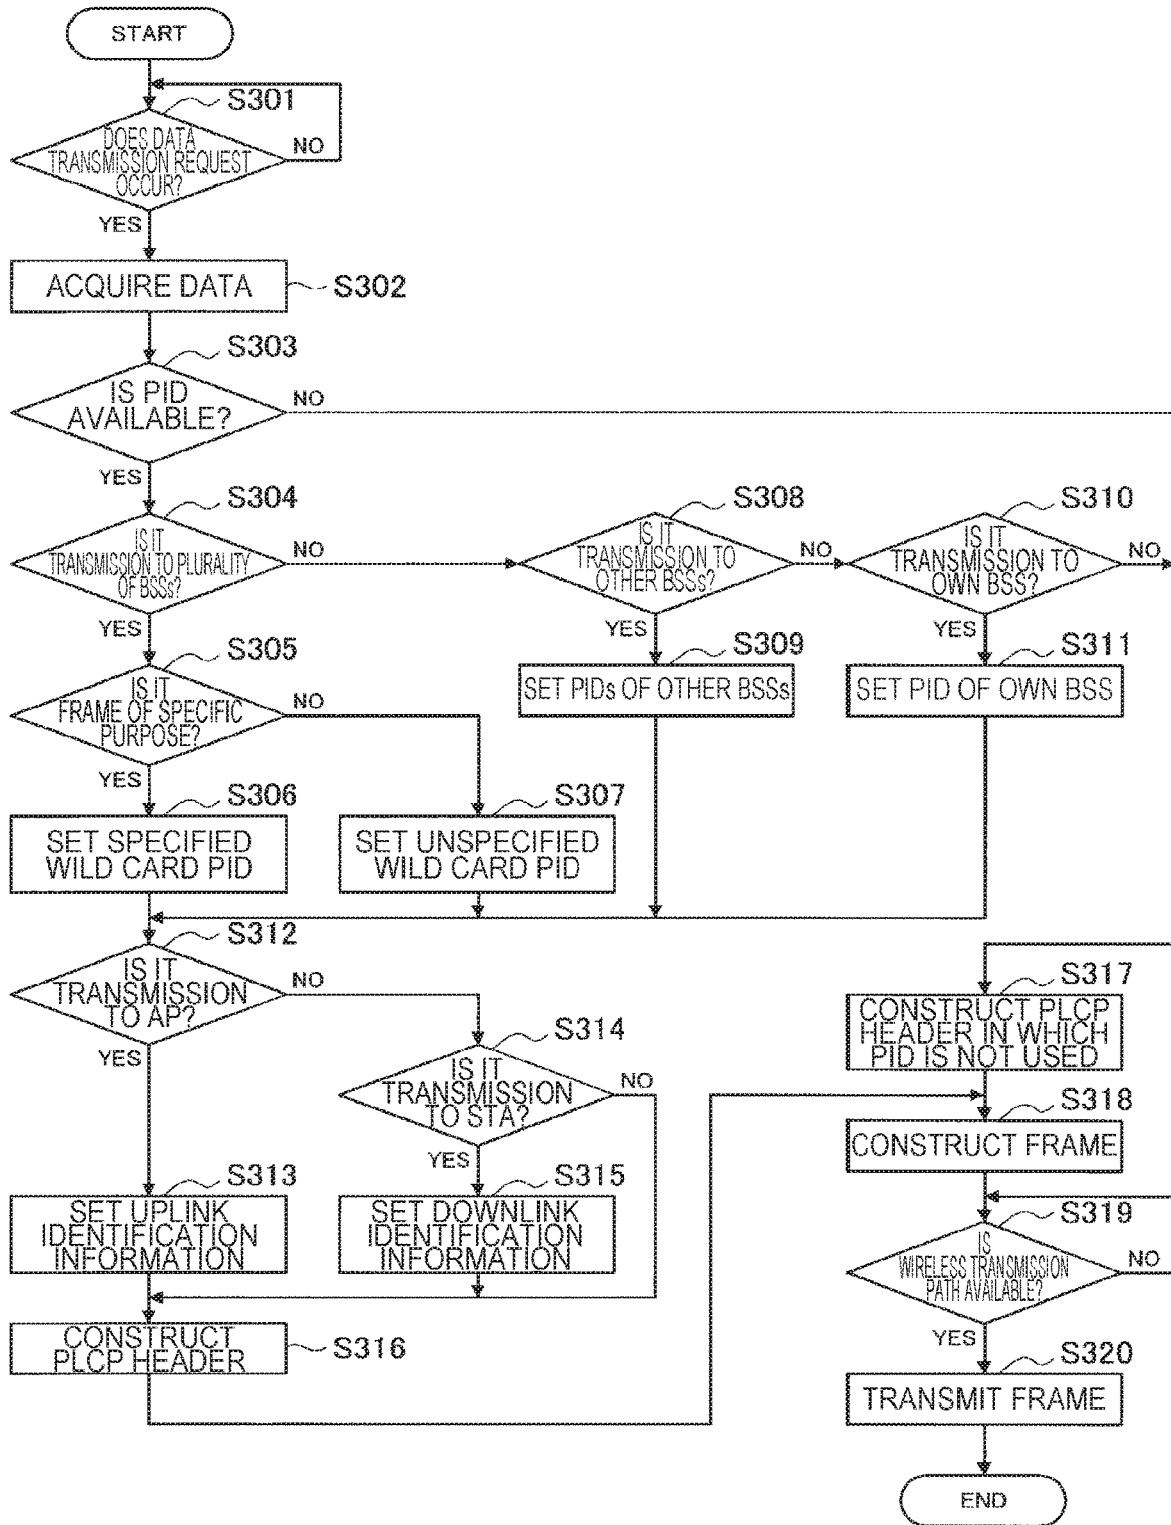 START
S301
DOES DATA
TRANSMISSION REQUEST
OCCUR?
NO
YES
ACQUIRE DATA
S302
S303
IS PID
AVAILABLE?
NO
YES
S304
IS IT
TRANSMISSION TO PLURALITY
OF BSSs?
NO
YES
S308
IS IT
TRANSMISSION TO
OTHER BSSs?
NO
YES
S310
IS IT
TRANSMISSION TO
OWN BSS?
NO
YES
S305
IS IT
FRAME OF SPECIFIC
PURPOSE?
NO
YES
S309
SET PIDs OF OTHER BSSs
S311
SET PID OF OWN BSS
S306
SET SPECIFIED
WILD CARD PID
S307
SET UNSPECIFIED
WILD CARD PID
S312
IS IT
TRANSMISSION
TO AP?
NO
YES
S314
IS IT
TRANSMISSION
TO STA?
NO
YES
S313
SET UPLINK
IDENTIFICATION
INFORMATION
S315
SET DOWNLINK
IDENTIFICATION
INFORMATION
CONSTRUCT
PLCP HEADER
S316
S317
CONSTRUCT PLCP
HEADER IN WHICH
PID IS NOT USED
S318
CONSTRUCT FRAME
S319
IS
WIRELESS TRANSMISSION
PATH AVAILABLE?
NO
YES
S320
TRANSMIT FRAME
END